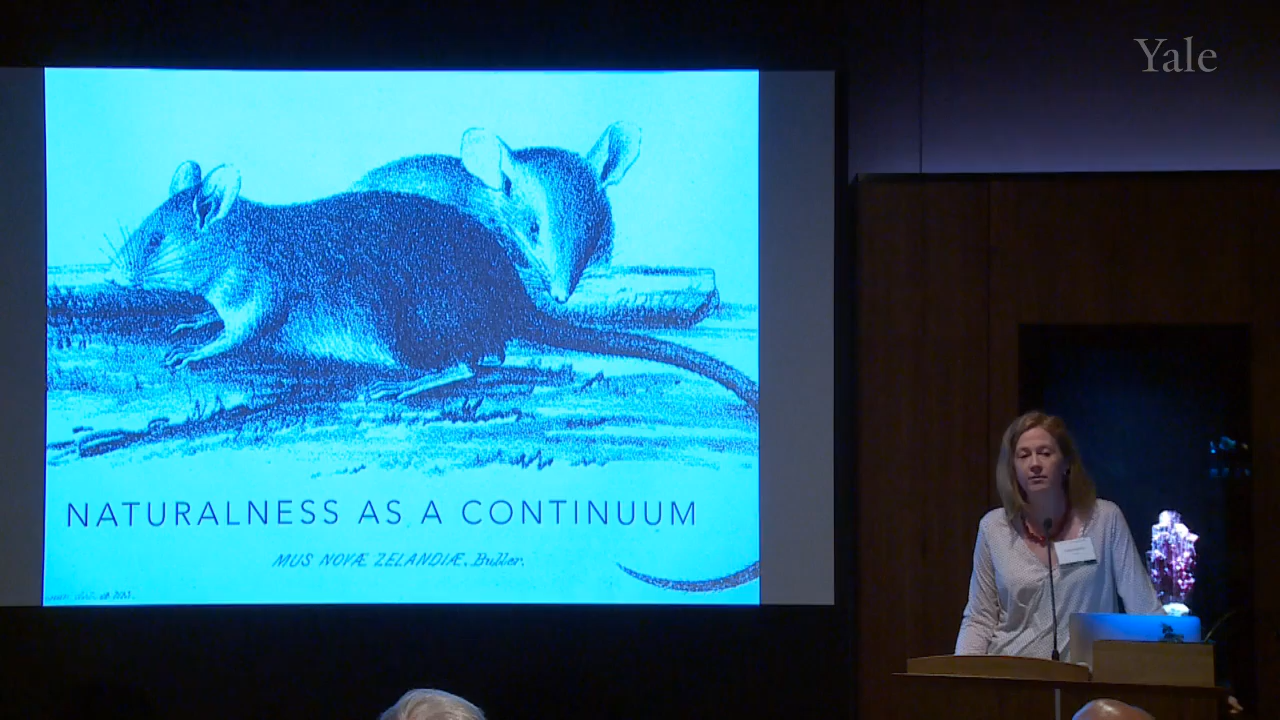 Yale
NATURALNESS AS A CONTINUUM
MUS NOVÆ ZELANDIÆ, Buller.